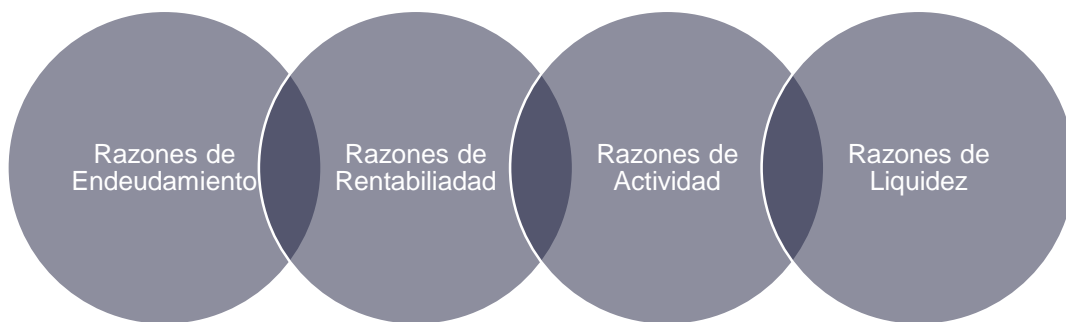 Razones de
Endeudamiento
Razones de
Rentabiliadad
Razones de
Actividad
Razones de
Liquidez